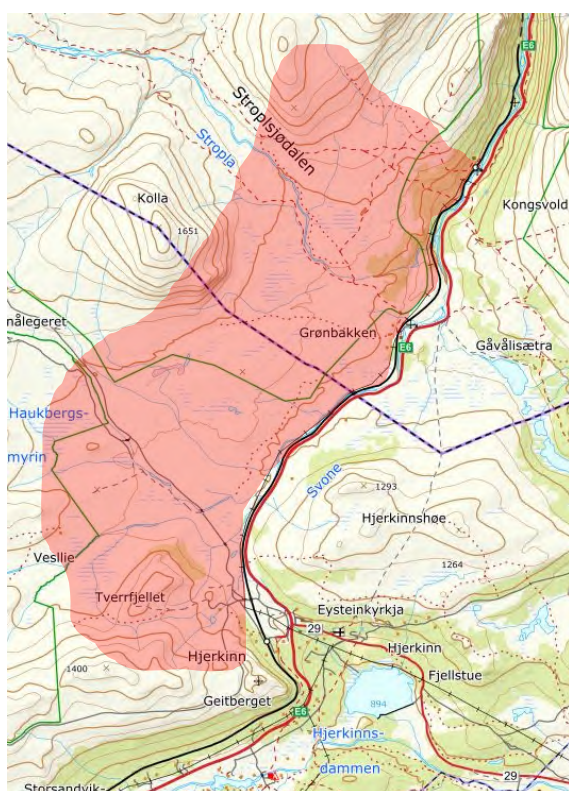 E6
Stroplsjødalen
Stropla
Kolla
1651
Kongsvold
nålegeret
Grønbakken
E6
Gåvålisætra
Haukbergs-
myrin
Svone
1293
Hjerkinnshøe
Vesllie
1264
Tverrfjellet
Eysteinkyrkja
29
Hjerkinn
Hjerkinn
1400
Fjellstue
Geitberget
894
E6
Hjerkinns-
dammen
29
Storsandvik-